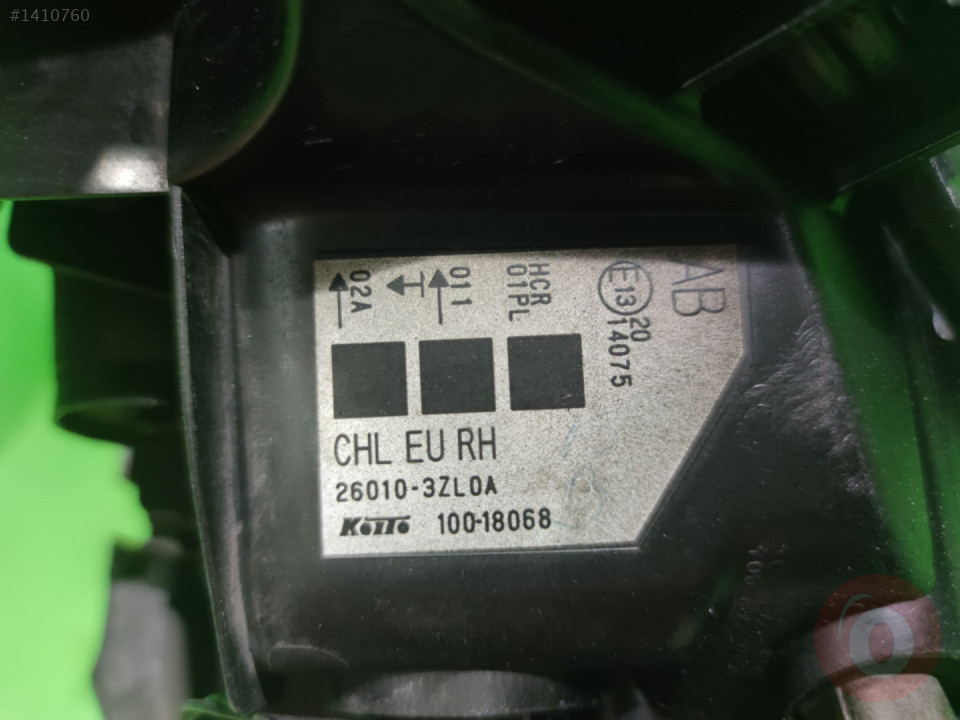 #1410760
02A
011
HCR
01PL
E13
20
14075
AB
CHL EU RH
26010-3ZL0A
KOITO 100-18068